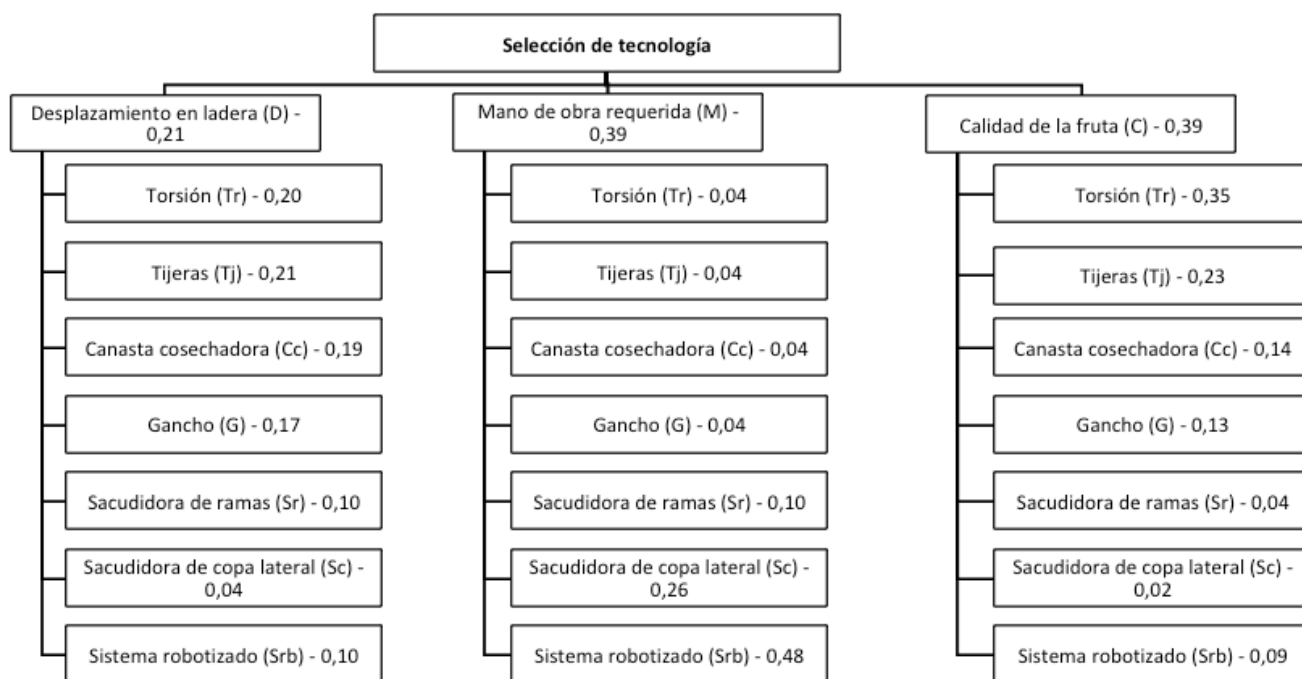 Selección de tecnología
Desplazamiento en ladera (D) -
0,21
Torsión (Tr) - 0,20
Tijeras (Tj) - 0,21
Canasta cosechadora (Cc) - 0,19
Gancho (G) - 0,17
Sacudidora de ramas (Sr) - 0,10
Sacudidora de copa lateral (Sc) -
0,04
Sistema robotizado (Srb) - 0,10
Mano de obra requerida (M) -
0,39
Torsión (Tr) - 0,04
Tijeras (Tj) - 0,04
Canasta cosechadora (Cc) - 0,04
Gancho (G) - 0,04
Sacudidora de ramas (Sr) - 0,10
Sacudidora de copa lateral (Sc) -
0,26
Sistema robotizado (Srb) - 0,48
Calidad de la fruta (C) - 0,39
Torsión (Tr) - 0,35
Tijeras (Tj) - 0,23
Canasta cosechadora (Cc) - 0,14
Gancho (G) - 0,13
Sacudidora de ramas (Sr) - 0,04
Sacudidora de copa lateral (Sc) -
0,02
Sistema robotizado (Srb) - 0,09